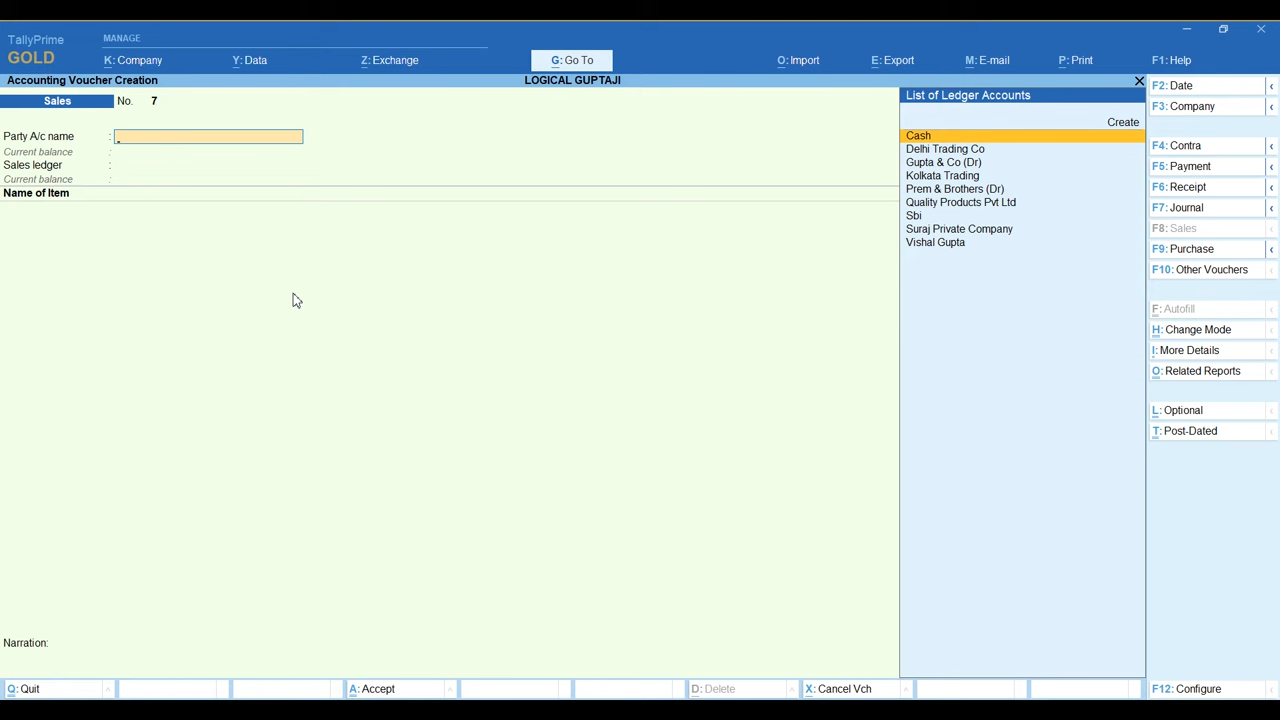 TallyPrime
GOLD
MANAGE
K: Company
Y: Data
Z: Exchange
G: Go To
O: Import
E: Export
M: E-mail
P: Print
F1: Help
Accounting Voucher Creation
LOGICAL GUPTAJI
Sales No. 7
Party A/c name :
Current balance :
Sales ledger :
Current balance :
Name of Item
Narration:
List of Ledger Accounts
Create
Cash
Delhi Trading Co
Gupta & Co (Dr)
Kolkata Trading
Prem & Brothers (Dr)
Quality Products Pvt Ltd
Sbi
Suraj Private Company
Vishal Gupta
F2: Date
F3: Company
F4: Contra
F5: Payment
F6: Receipt
F7: Journal
F8: Sales
F9: Purchase
F10: Other Vouchers
F: Autofill
H: Change Mode
I: More Details
O: Related Reports
L: Optional
T: Post-Dated
Q: Quit
A: Accept
D: Delete
X: Cancel Vch
F12: Configure